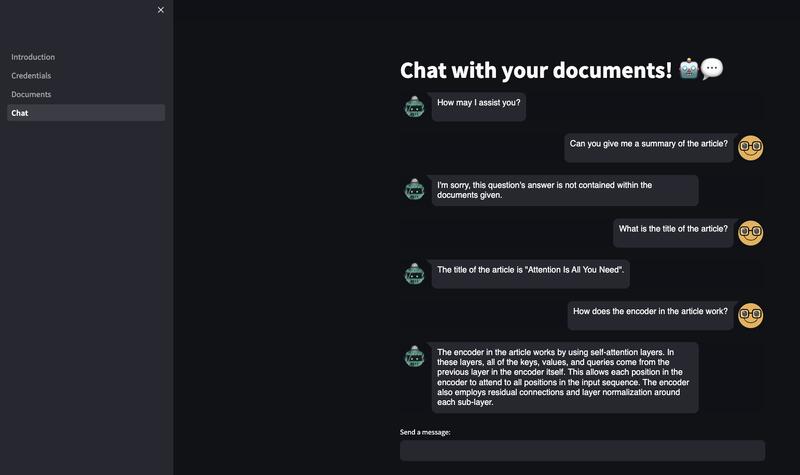 Introduction
Credentials
Documents
Chat
Chat with your documents! 🤖💬
How may I assist you?
Can you give me a summary of the article?
I'm sorry, this question's answer is not contained within the
documents given.
What is the title of the article?
The title of the article is "Attention Is All You Need".
How does the encoder in the article work?
The encoder in the article works by using self-attention layers. In
these layers, all of the keys, values, and queries come from the
previous layer in the encoder itself. This allows each position in the
encoder to attend to all positions in the input sequence. The encoder
also employs residual connections and layer normalization around
each sub-layer.
Send a message: